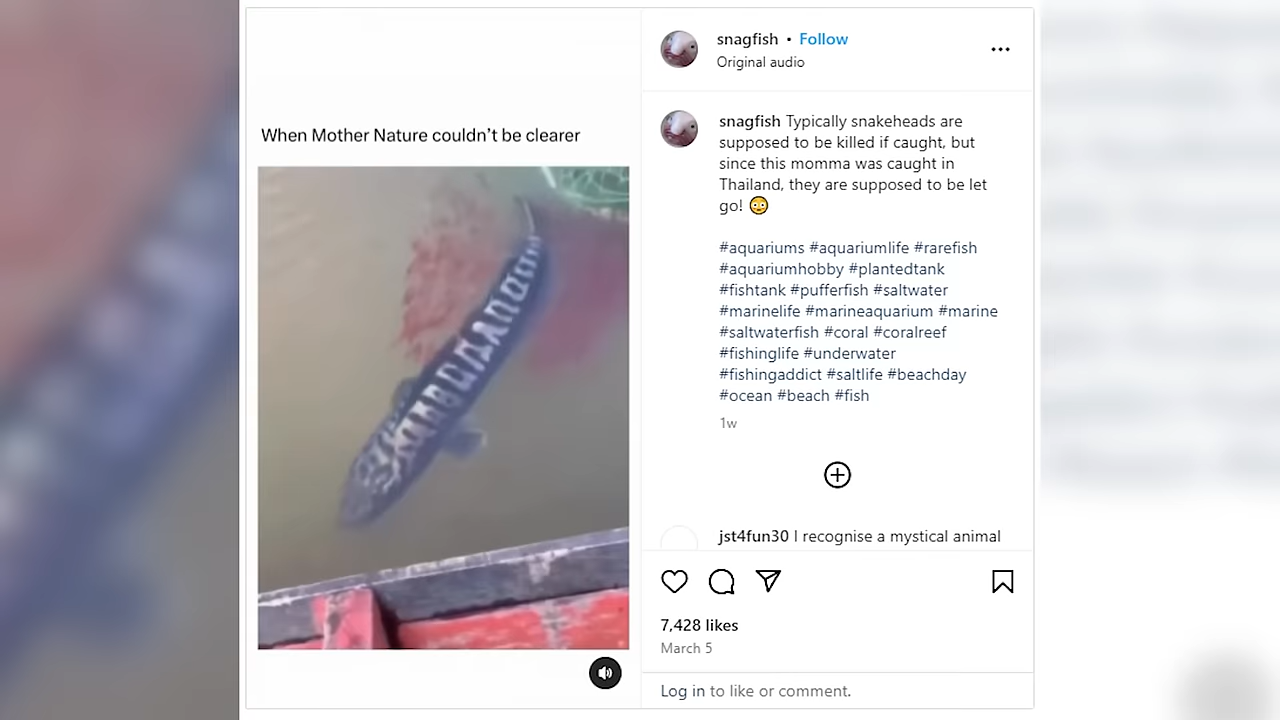 When Mother Nature couldn't be clearer
snagfish • Follow
Original audio
snagfish Typically snakeheads are
supposed to be killed if caught, but
since this momma was caught in
Thailand, they are supposed to be let
go! 😳
#aquariums #aquariumlife #rarefish
#aquariumhobby #plantedtank
#fishtank #pufferfish #saltwater
#marinelife #marineaquarium #marine
#saltwaterfish #coral #coralreef
#fishinglife #underwater
#fishingaddict #saltlife #beachday
#ocean #beach #fish
1w
jst4fun30 I recognise a mystical animal
7,428 likes
March 5
Log in to like or comment.